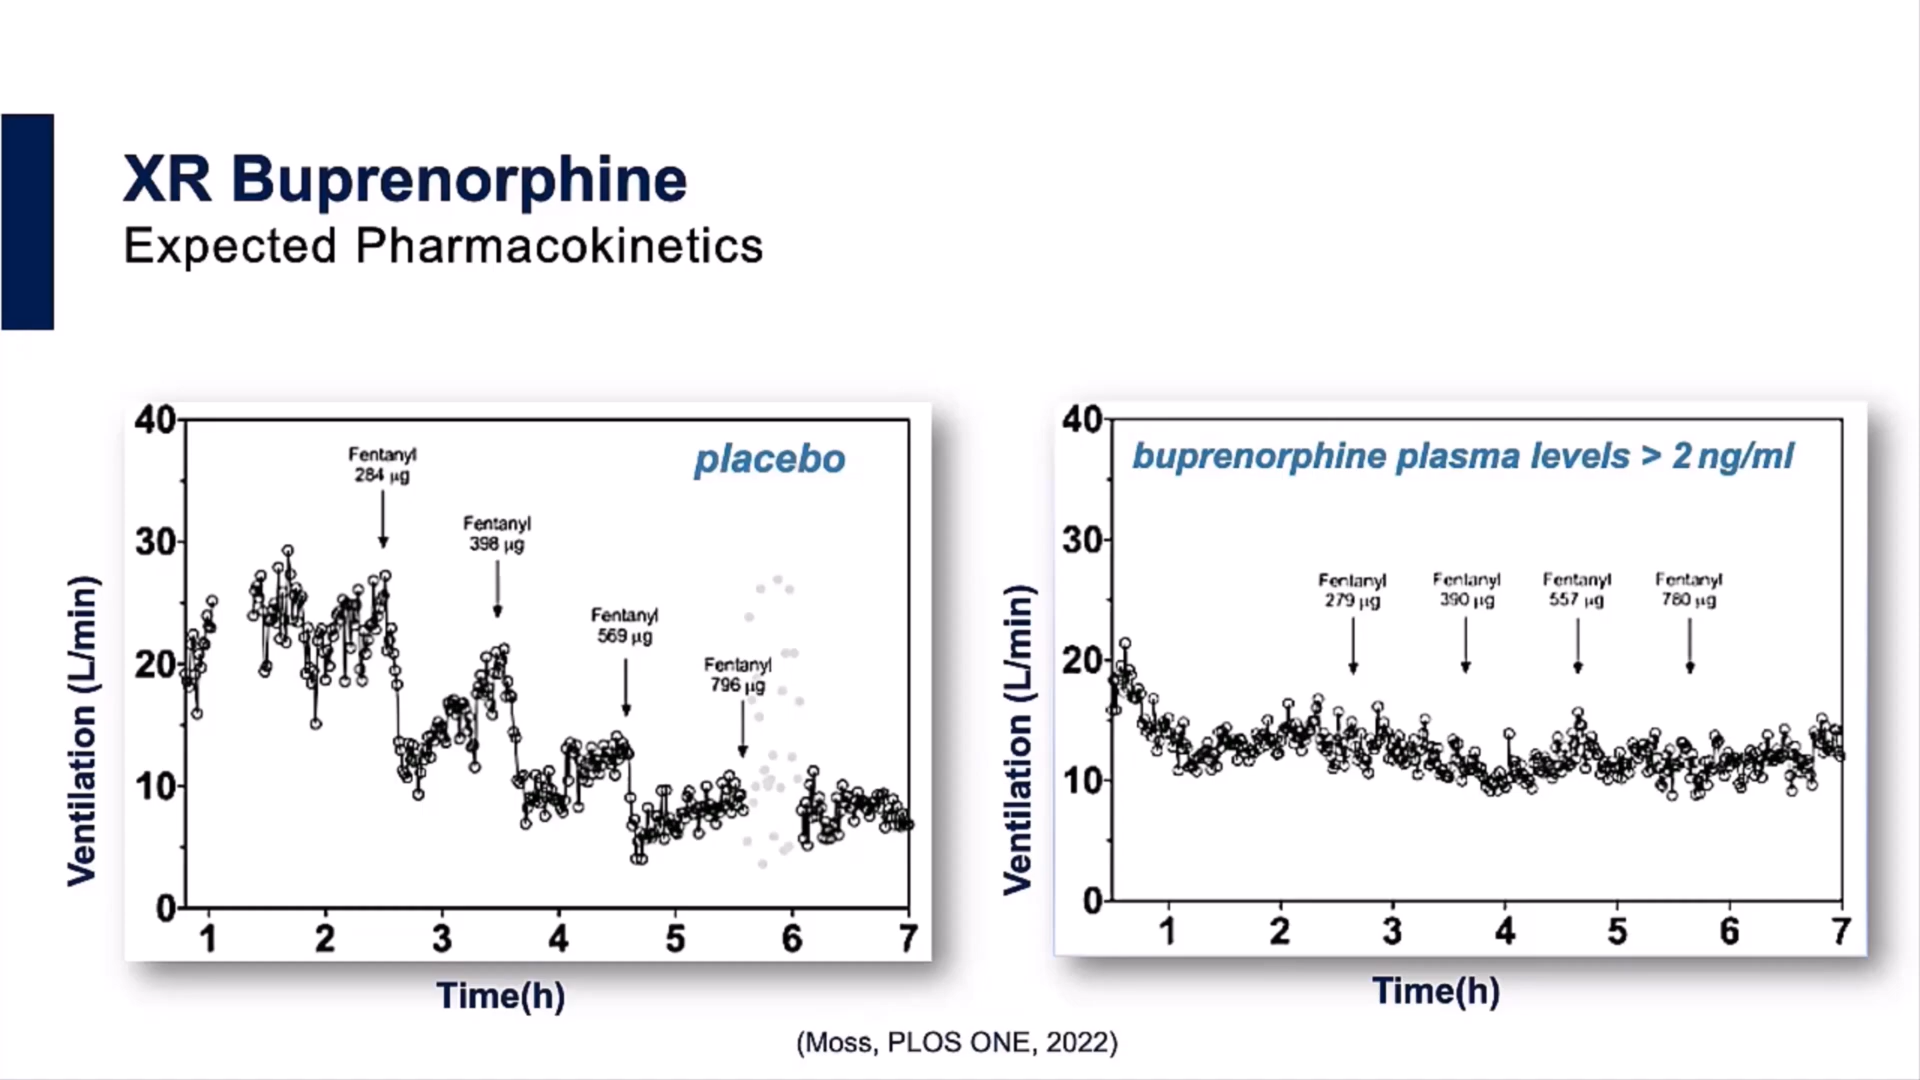 XR Buprenorphine
Expected Pharmacokinetics
placebo
Fentanyl
284 µg
Fentanyl
398 µg
Fentanyl
569 µg
Fentanyl
796 µg
40
30
20
10
0
1 2 3 4 5 6 7
Ventilation (L/min)
Time(h)
buprenorphine plasma levels > 2 ng/ml
Fentanyl
279 µg
Fentanyl
390 µg
Fentanyl
557 µg
Fentanyl
780 µg
40
30
20
10
0
1 2 3 4 5 6 7
Ventilation (L/min)
Time(h)
(Moss, PLOS ONE, 2022)